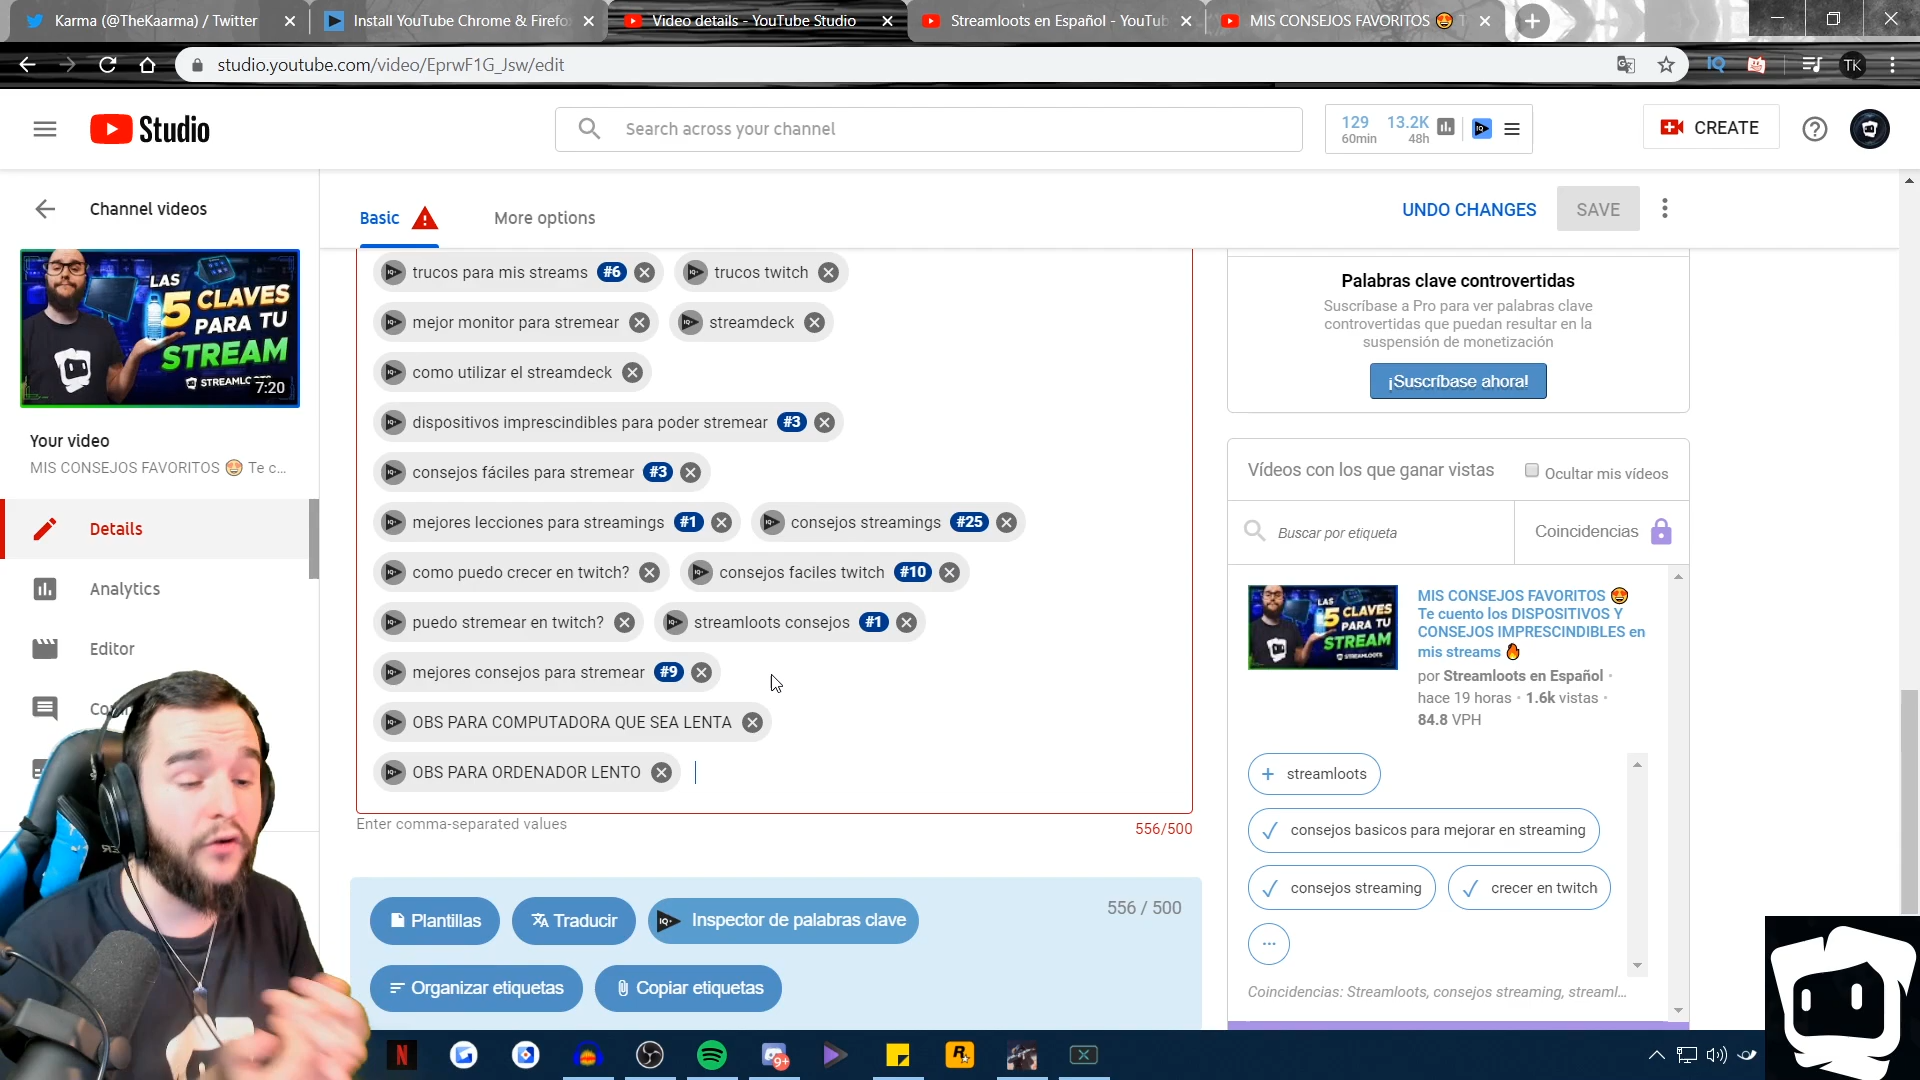 Karma (@TheKaarma) / Twitter
Install YouTube Chrome & Firefo
Video details - YouTube Studio
Streamloots en Español - YouTub
MIS CONSEJOS FAVORITOS 🤩 T
studio.youtube.com/video/EprwF1G_Jsw/edit
IQ
TK
Studio
Search across your channel
129 13.2K
60min 48h
CREATE
Channel videos
Basic
More options
UNDO CHANGES
SAVE
LAS
5 CLAVES
PARA TU
STREAM
7:20
Your video
MIS CONSEJOS FAVORITOS 🤩 Te c...
Details
Analytics
Editor
trucos para mis streams #6
trucos twitch
mejor monitor para stremear
streamdeck
como utilizar el streamdeck
dispositivos imprescindibles para poder stremear #3
consejos fáciles para stremear #3
mejores lecciones para streamings #1
consejos streamings #25
como puedo crecer en twitch?
consejos faciles twitch #10
puedo stremear en twitch?
streamloots consejos #1
mejores consejos para stremear #9
OBS PARA COMPUTADORA QUE SEA LENTA
OBS PARA ORDENADOR LENTO
Enter comma-separated values
556/500
556 / 500
Plantillas
Traducir
Inspector de palabras clave
Organizar etiquetas
Copiar etiquetas
Palabras clave controvertidas
Suscríbase a Pro para ver palabras clave
controvertidas que puedan resultar en la
suspensión de monetización
¡Suscríbase ahora!
Vídeos con los que ganar vistas
Ocultar mis vídeos
Buscar por etiqueta
Coincidencias
LAS
5 CLAVES
PARA TU
STREAM
STREAMLOOTS
MIS CONSEJOS FAVORITOS 🤩
Te cuento los DISPOSITIVOS Y
CONSEJOS IMPRESCINDIBLES en
mis streams 🔥
por Streamloots en Español ·
hace 19 horas · 1.6k vistas ·
84.8 VPH
+ streamloots
consejos basicos para mejorar en streaming
consejos streaming
crecer en twitch
...
Coincidencias: Streamloots, consejos streaming, streaml...
N
9+
R